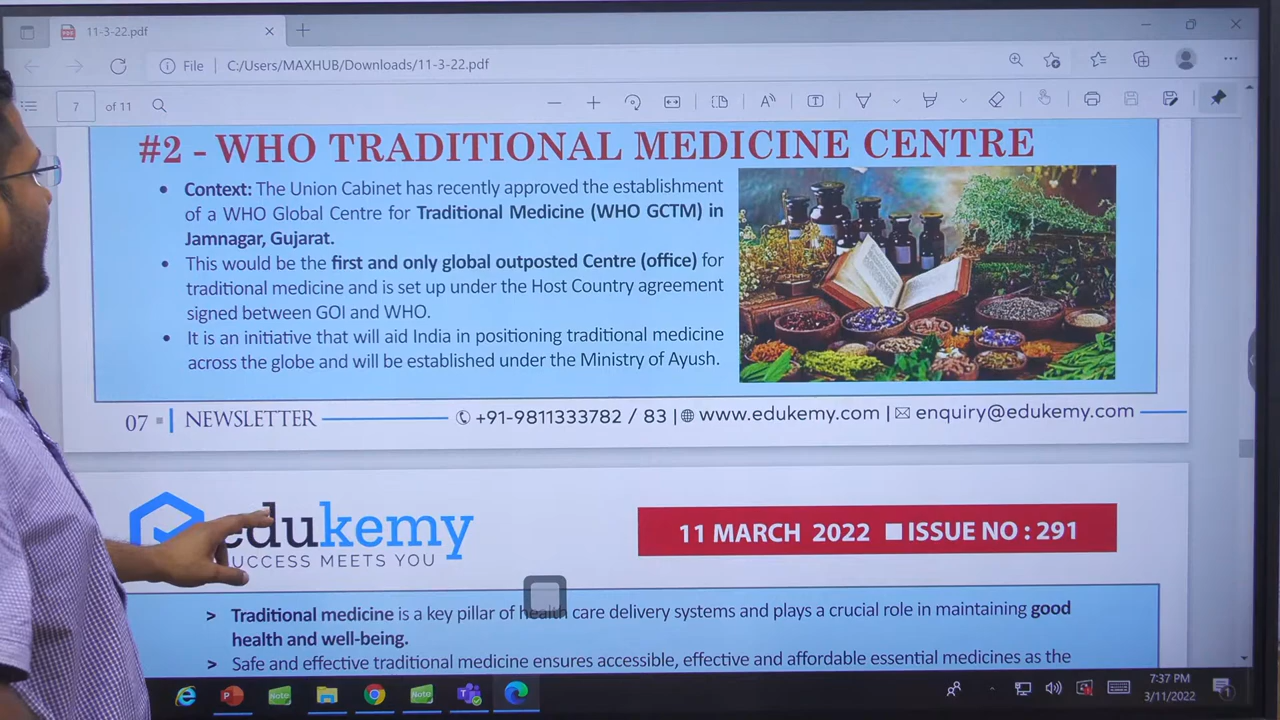 11-3-22.pdf
File | C:/Users/MAXHUB/Downloads/11-3-22.pdf
7 of 11
#2 - WHO TRADITIONAL MEDICINE CENTRE
• Context: The Union Cabinet has recently approved the establishment
of a WHO Global Centre for Traditional Medicine (WHO GCTM) in
Jamnagar, Gujarat.
• This would be the first and only global outposted Centre (office) for
traditional medicine and is set up under the Host Country agreement
signed between GOI and WHO.
• It is an initiative that will aid India in positioning traditional medicine
across the globe and will be established under the Ministry of Ayush.
07 ▪ | NEWSLETTER +91-9811333782 / 83 | www.edukemy.com | enquiry@edukemy.com
edukemy
UCCESS MEETS YOU
11 MARCH 2022 ■ ISSUE NO : 291
> Traditional medicine is a key pillar of health care delivery systems and plays a crucial role in maintaining good
health and well-being.
> Safe and effective traditional medicine ensures accessible, effective and affordable essential medicines as the
Note
Note
7:37 PM
3/11/2022
1